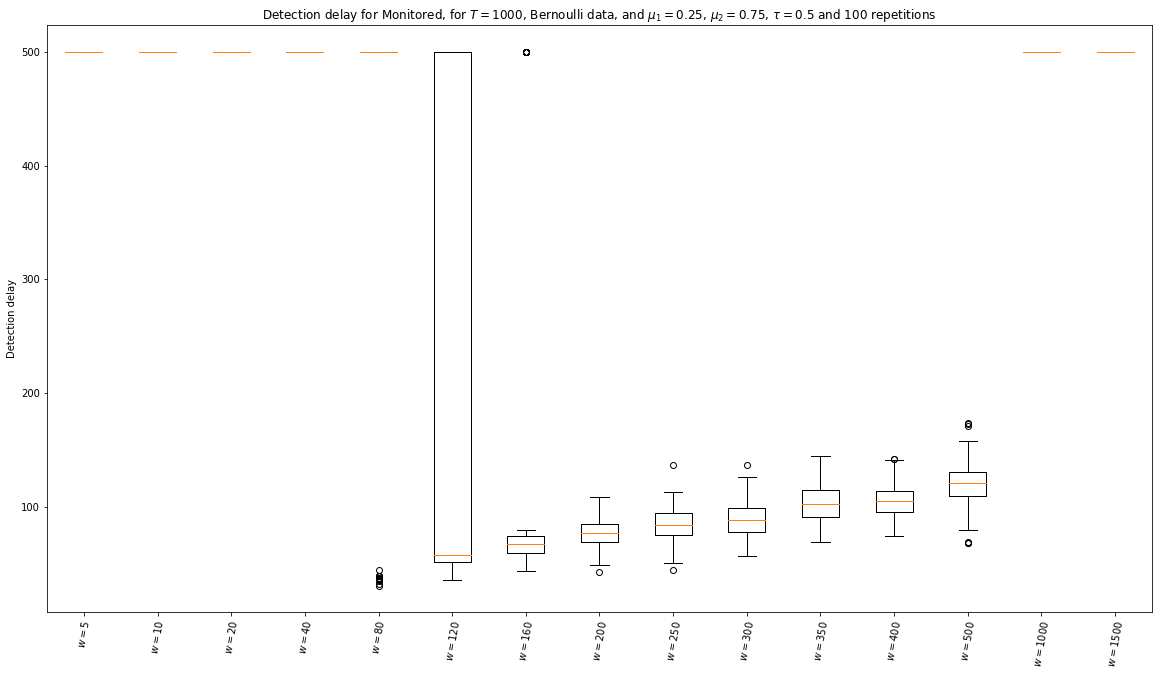 Detection delay for Monitored, for T = 1000, Bernoulli data, and μ₁ = 0.25, μ₂ = 0.75, τ = 0.5 and 100 repetitions
500
400
300
200
100
Detection delay
w = 5
w = 10
w = 20
w = 40
w = 80
w = 120
w = 160
w = 200
w = 250
w = 300
w = 350
w = 400
w = 500
w = 1000
w = 1500